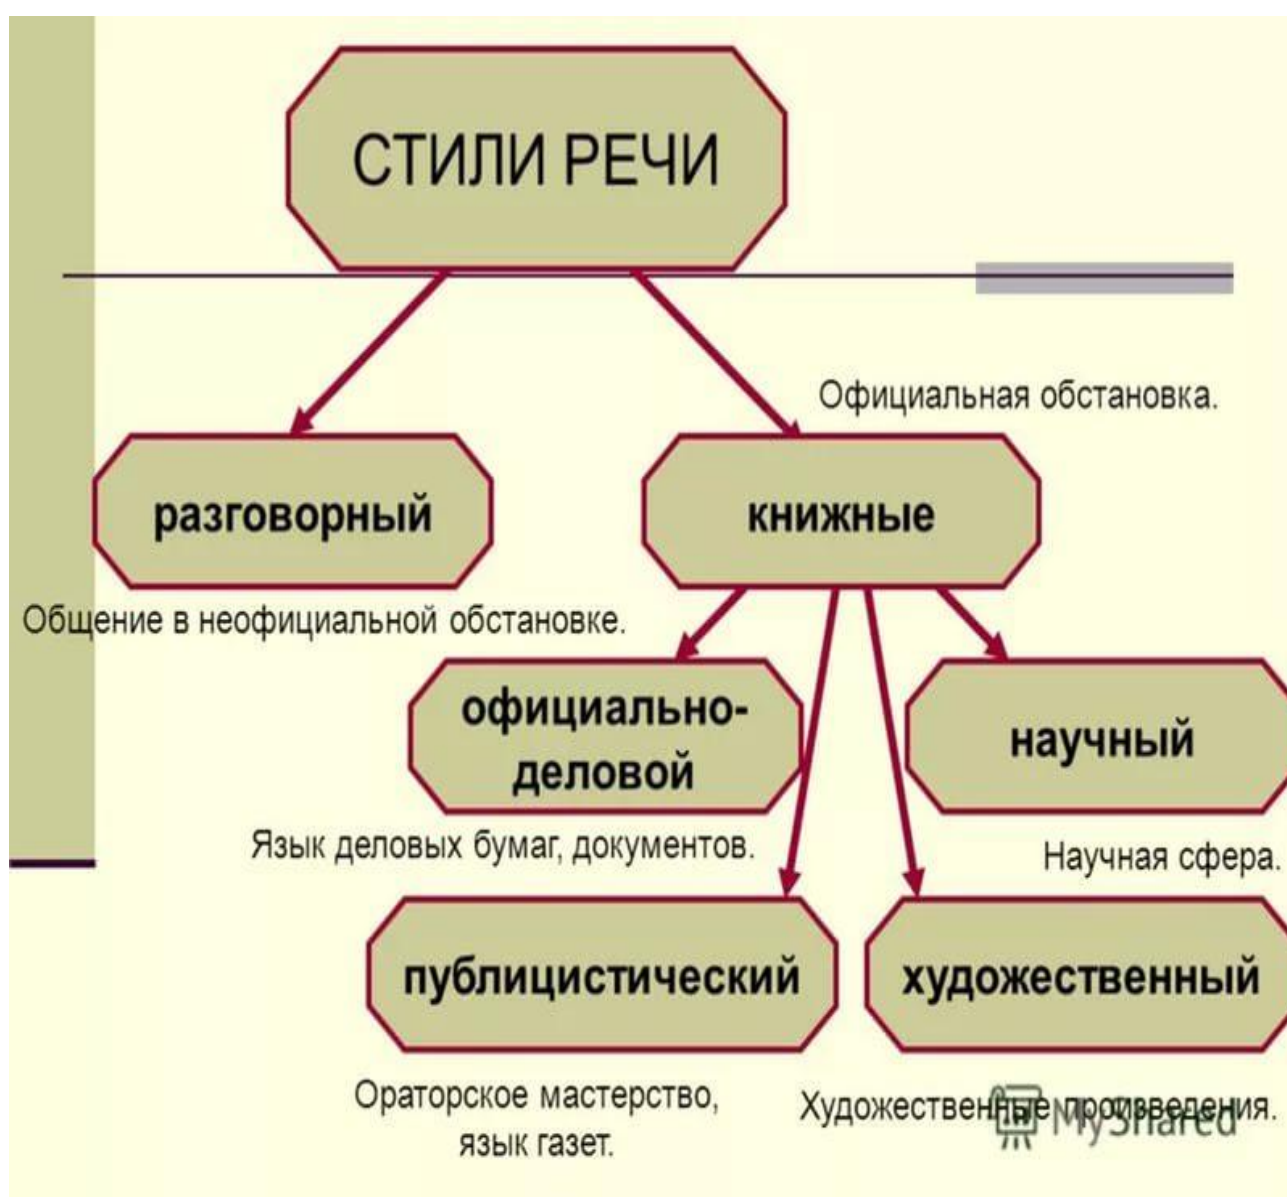 СТИЛИ РЕЧИ
Официальная обстановка.
разговорный
книжные
Общение в неофициальной обстановке.
официально-
деловой
научный
Язык деловых бумаг, документов.
Научная сфера.
публицистический
художественный
Ораторское мастерство,
язык газет.
Художественные произведения.
MyShared